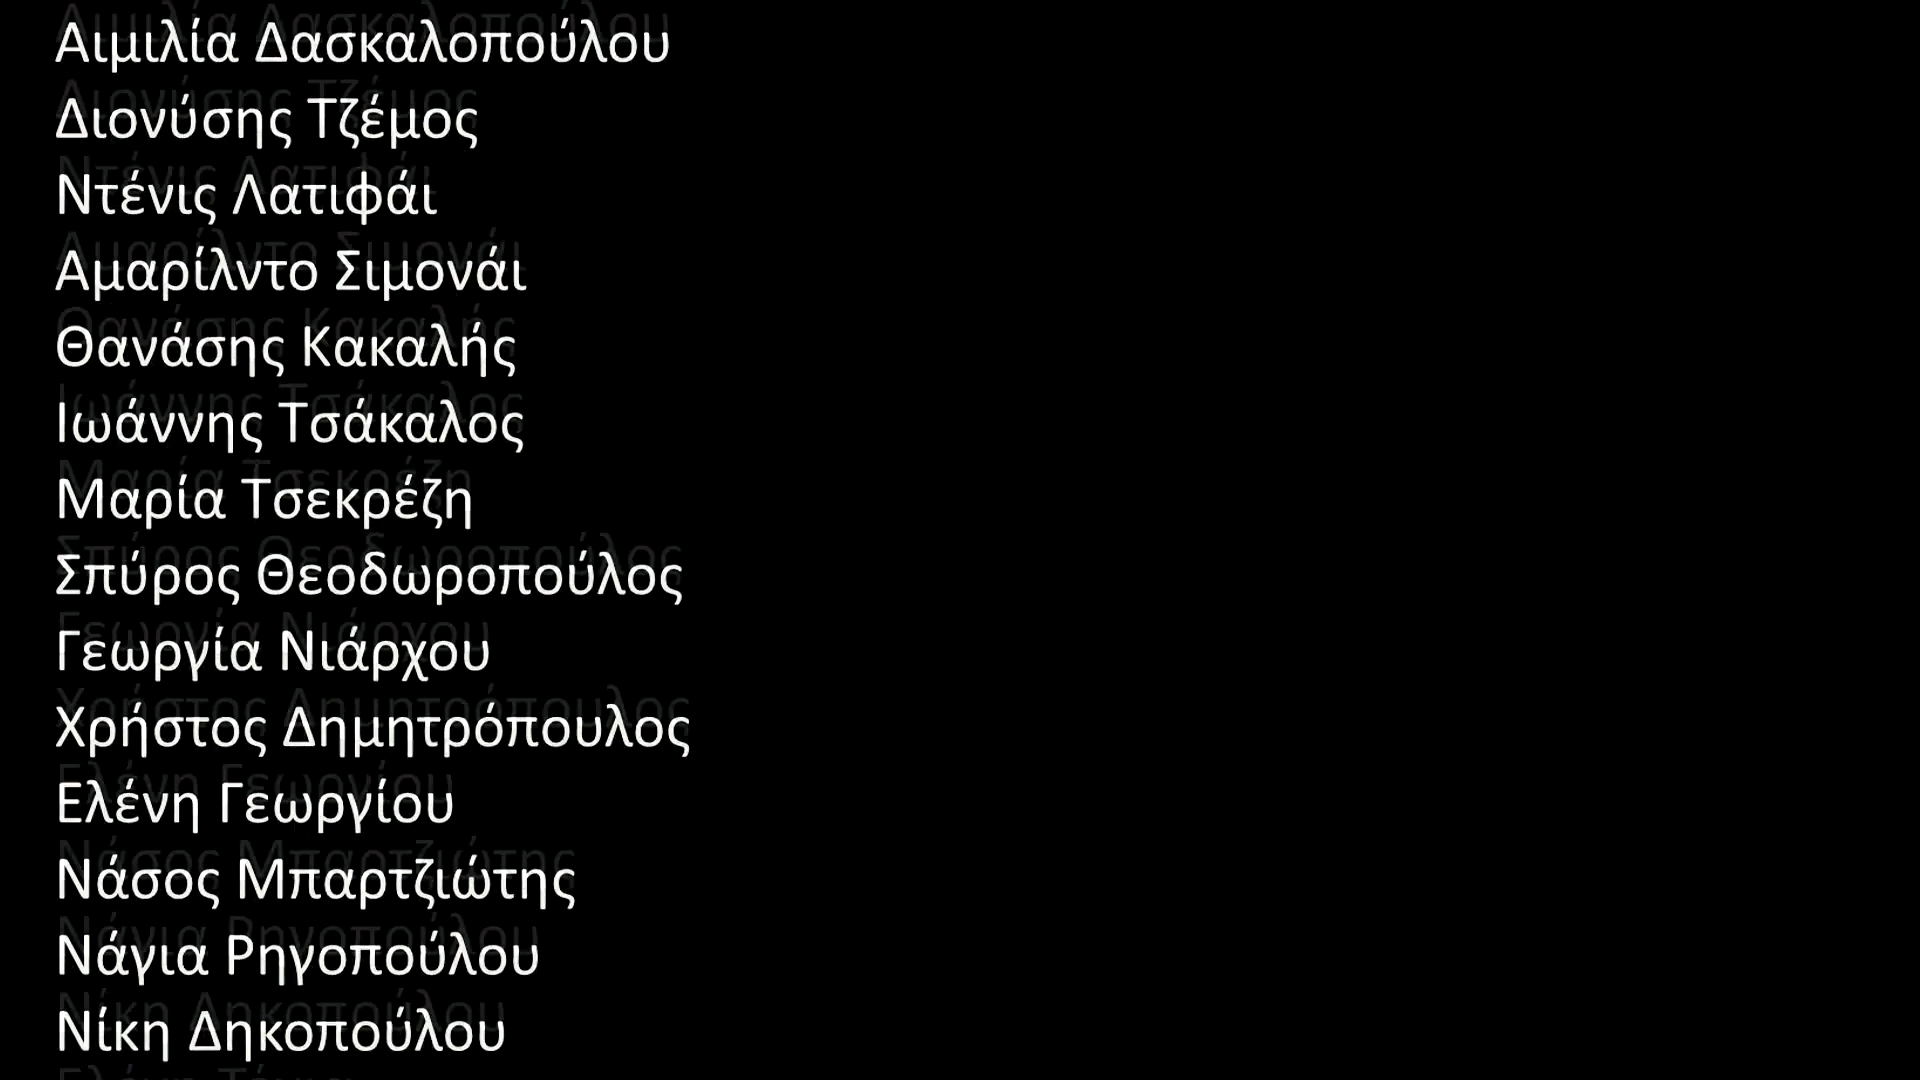 Αιμιλία Δασκαλοπούλου
Διονύσης Τζέμος
Ντένις Λατιφάι
Αμαρίλντο Σιμονάι
Θανάσης Κακαλής
Ιωάννης Τσάκαλος
Μαρία Τσεκρέζη
Σπύρος Θεοδωροπούλος
Γεωργία Νιάρχου
Χρήστος Δημητρόπουλος
Ελένη Γεωργίου
Νάσος Μπαρτζιώτης
Νάγια Ρηγοπούλου
Νίκη Δηκοπούλου